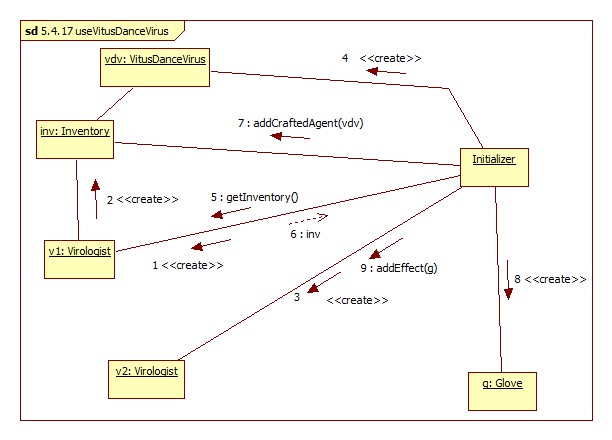 sd 5.4.17 useVitusDanceVirus
vdv: VitusDanceVirus
4 <<create>>
inv: Inventory
7 : addCraftedAgent(vdv)
Initializer
2 <<create>>
5 : getInventory()
6 : inv
v1: Virologist
1 <<create>>
9 : addEffect(g)
8 <<create>>
3 <<create>>
v2: Virologist
g: Glove